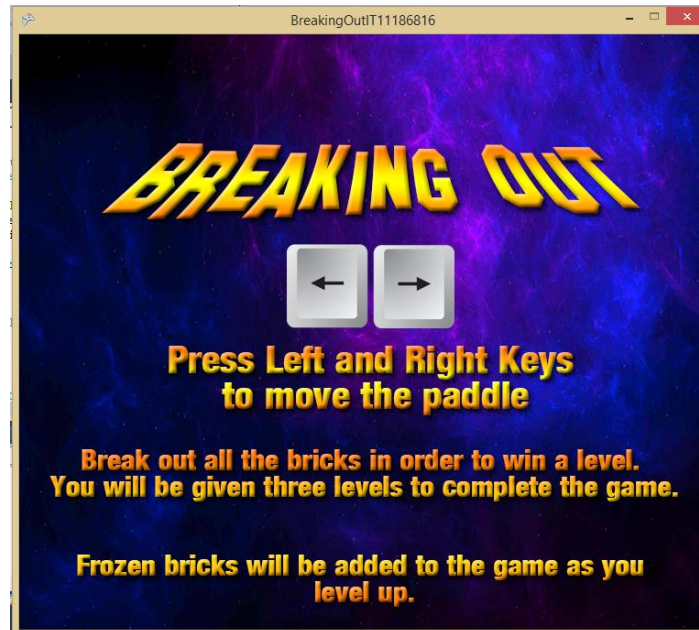 BreakingOutIT11186816
BREAKING OUT
← →
Press Left and Right Keys
to move the paddle
Break out all the bricks in order to win a level.
You will be given three levels to complete the game.
Frozen bricks will be added to the game as you
level up.